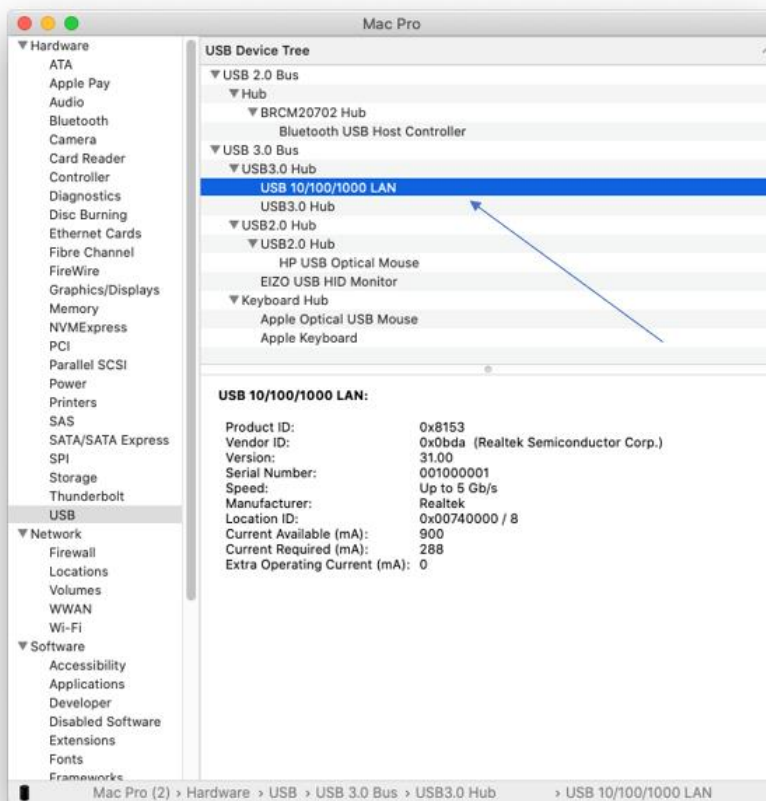 Mac Pro
Hardware
ATA
Apple Pay
Audio
Bluetooth
Camera
Card Reader
Controller
Diagnostics
Disc Burning
Ethernet Cards
Fibre Channel
FireWire
Graphics/Displays
Memory
NVMExpress
PCI
Parallel SCSI
Power
Printers
SAS
SATA/SATA Express
SPI
Storage
Thunderbolt
USB
Network
Firewall
Locations
Volumes
WWAN
Wi-Fi
Software
Accessibility
Applications
Developer
Disabled Software
Extensions
Fonts
Frameworks
USB Device Tree
USB 2.0 Bus
Hub
BRCM20702 Hub
Bluetooth USB Host Controller
USB 3.0 Bus
USB3.0 Hub
USB 10/100/1000 LAN
USB3.0 Hub
USB2.0 Hub
USB2.0 Hub
HP USB Optical Mouse
EIZO USB HID Monitor
Keyboard Hub
Apple Optical USB Mouse
Apple Keyboard
USB 10/100/1000 LAN:
Product ID: 0x8153
Vendor ID: 0x0bda (Realtek Semiconductor Corp.)
Version: 31.00
Serial Number: 001000001
Speed: Up to 5 Gb/s
Manufacturer: Realtek
Location ID: 0x00740000 / 8
Current Available (mA): 900
Current Required (mA): 288
Extra Operating Current (mA): 0
Mac Pro (2) › Hardware › USB › USB 3.0 Bus › USB3.0 Hub › USB 10/100/1000 LAN